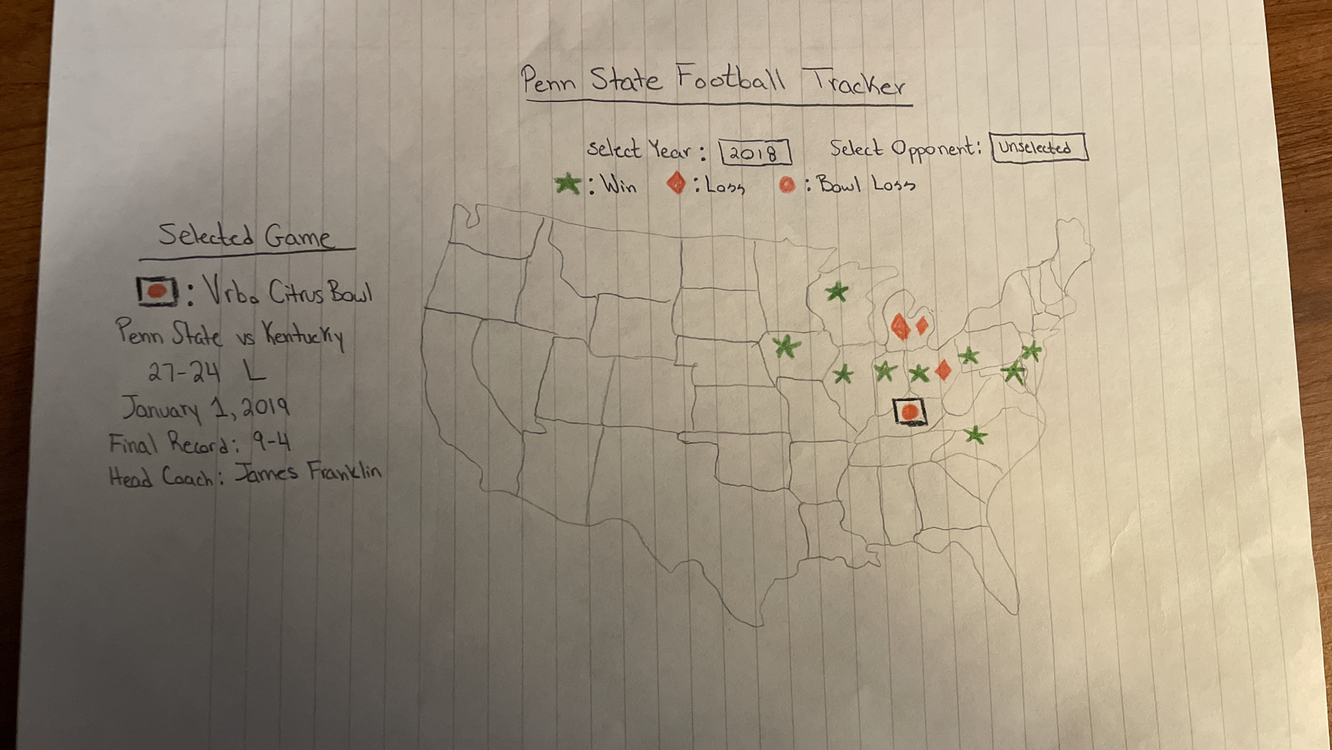 Penn State Football Tracker
Select Year: 2018 Select Opponent: Unselected
: Win : Loss : Bowl Loss
Selected Game
: Vrbo Citrus Bowl
Penn State vs Kentucky
27-24 L
January 1, 2019
Final Record: 9-4
Head Coach: James Franklin